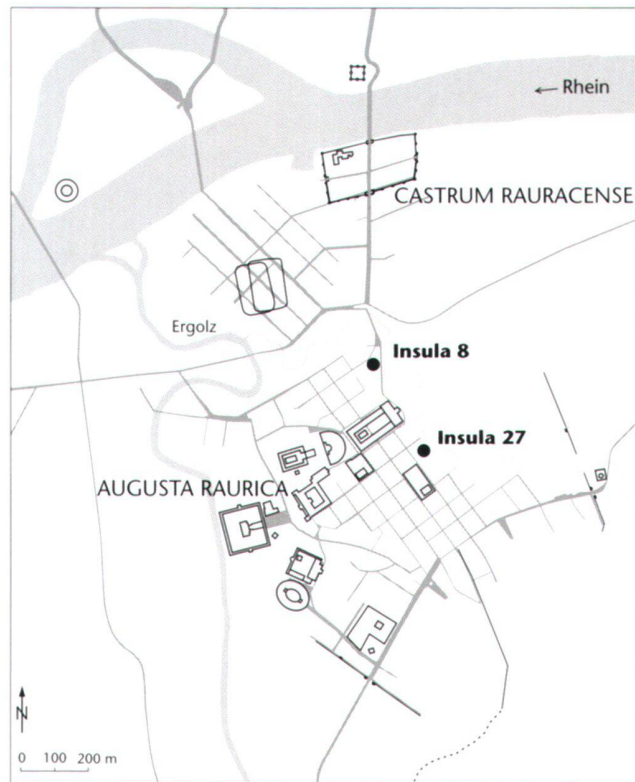 ← Rhein
CASTRUM RAURACENSE
Ergolz
Insula 8
Insula 27
AUGUSTA RAURICA
N
0 100 200 m